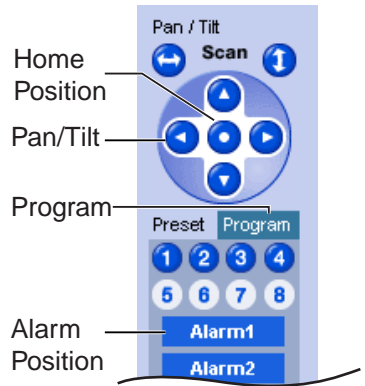 Pan / Tilt
Scan
Home
Position
Pan/Tilt
Program
Preset Program
1 2 3 4
5 6 7 8
Alarm
Position
Alarm1
Alarm2